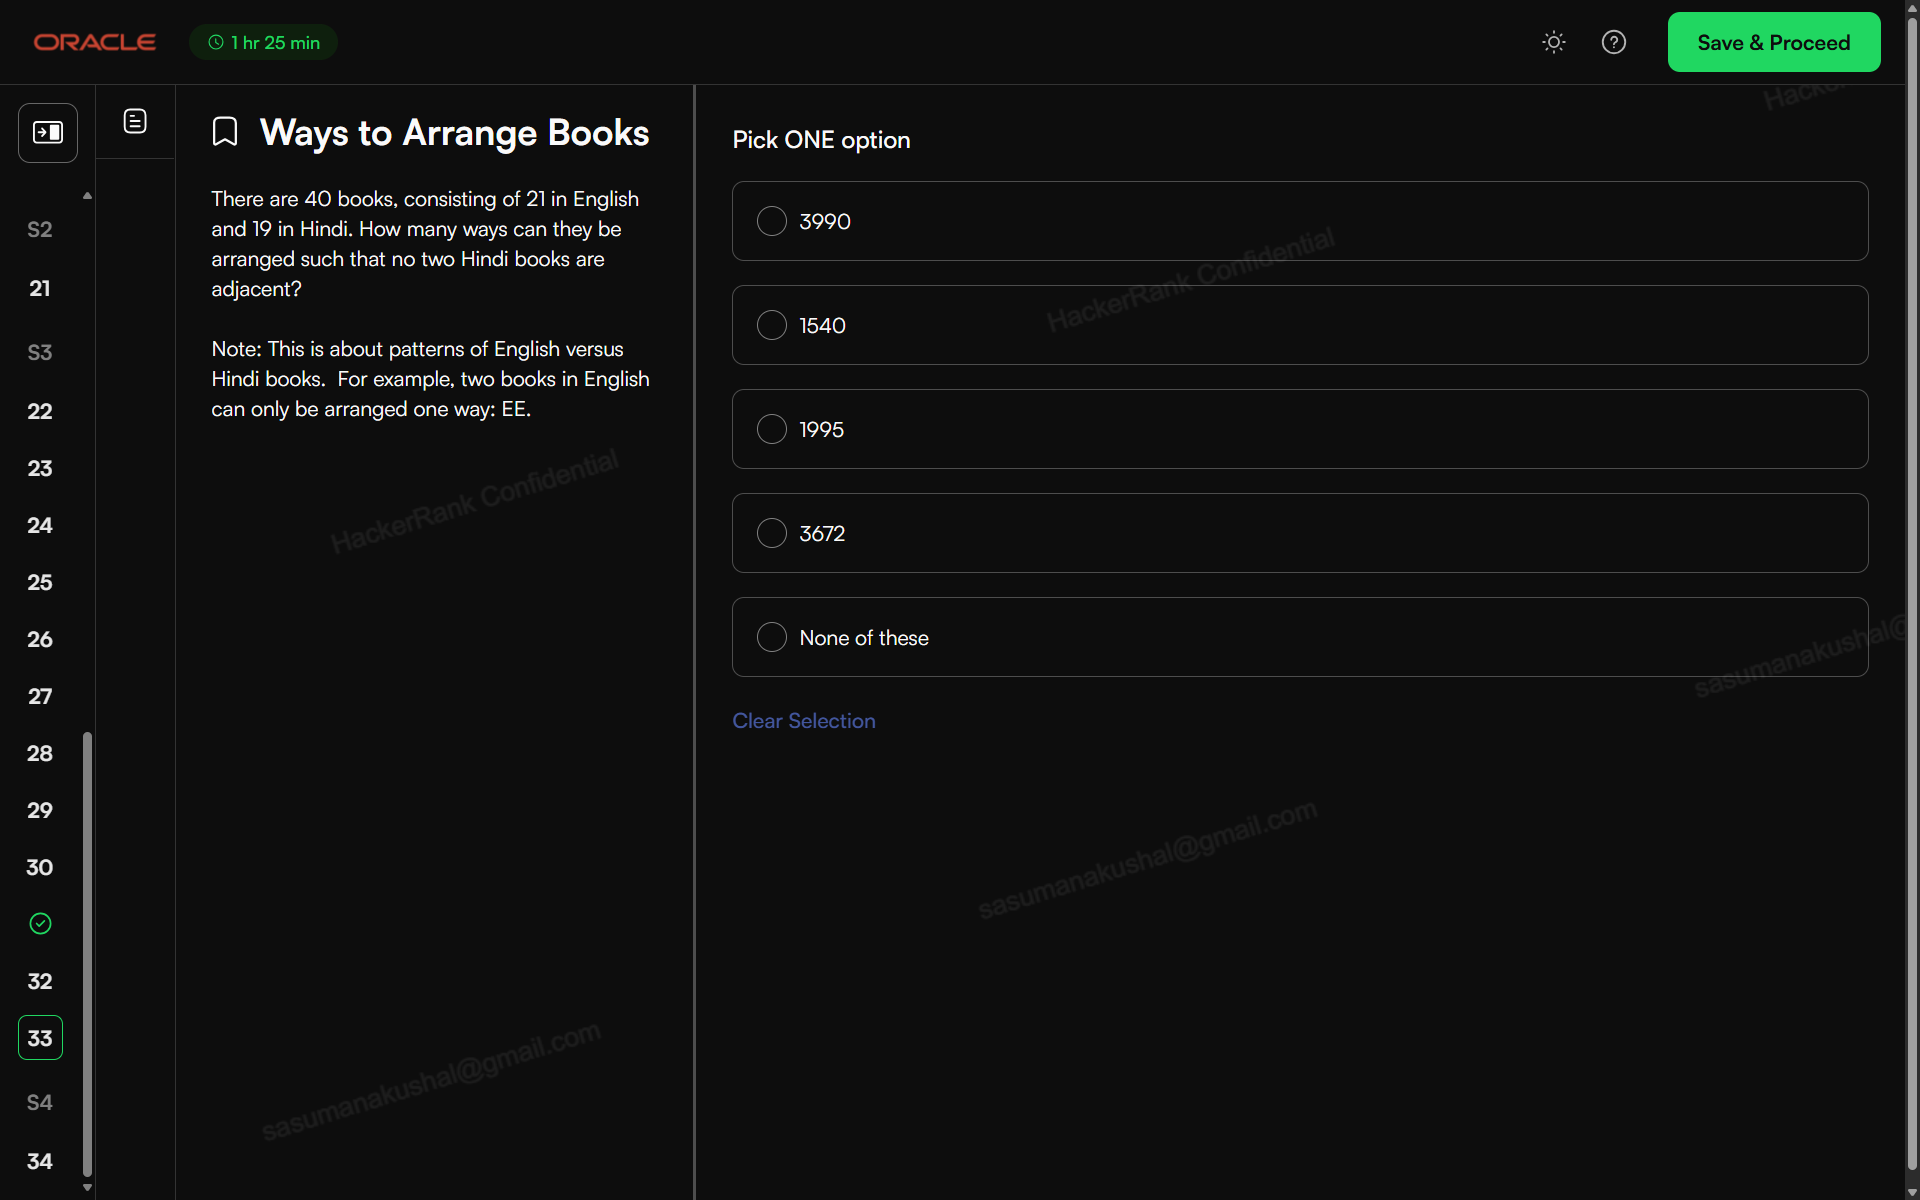 ORACLE
1 hr 25 min
Save & Proceed
S2
21
S3
22
23
24
25
26
27
28
29
30
32
33
S4
34
Ways to Arrange Books
There are 40 books, consisting of 21 in English
and 19 in Hindi. How many ways can they be
arranged such that no two Hindi books are
adjacent?
Note: This is about patterns of English versus
Hindi books.  For example, two books in English
can only be arranged one way: EE.
Pick ONE option
3990
1540
1995
3672
None of these
Clear Selection
HackerRank Confidential
HackerRank Confidential
sasumanakushal@gmail.com
sasumanakushal@gmail.com
sasumanakushal@
Hacker